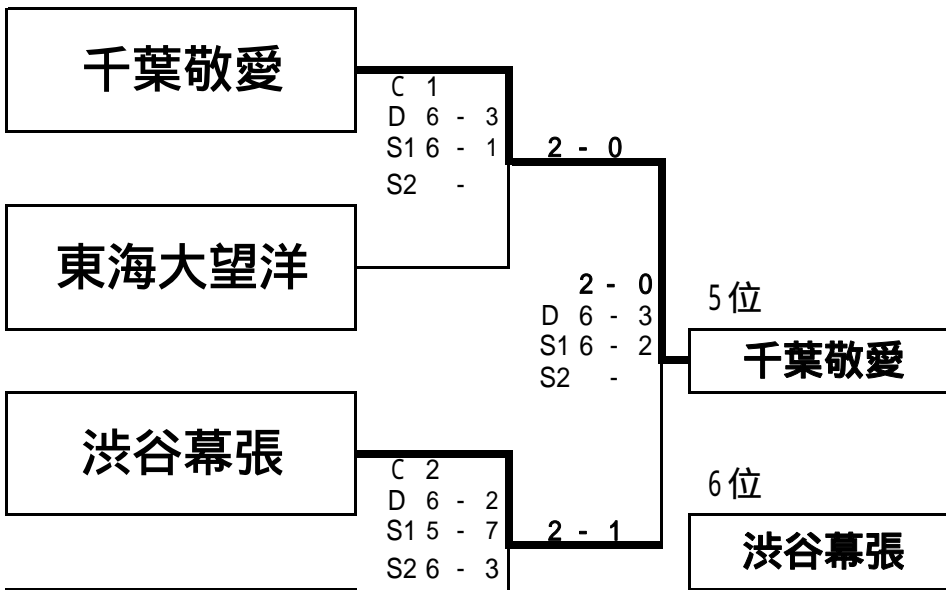 千葉敬愛
C 1
D 6 - 3
S1 6 - 1
S2 -
2 - 0
東海大望洋
2 - 0
D 6 - 3
S1 6 - 2
S2 -
5位
千葉敬愛
渋谷幕張
C 2
D 6 - 2
S1 5 - 7
S2 6 - 3
2 - 1
6位
渋谷幕張